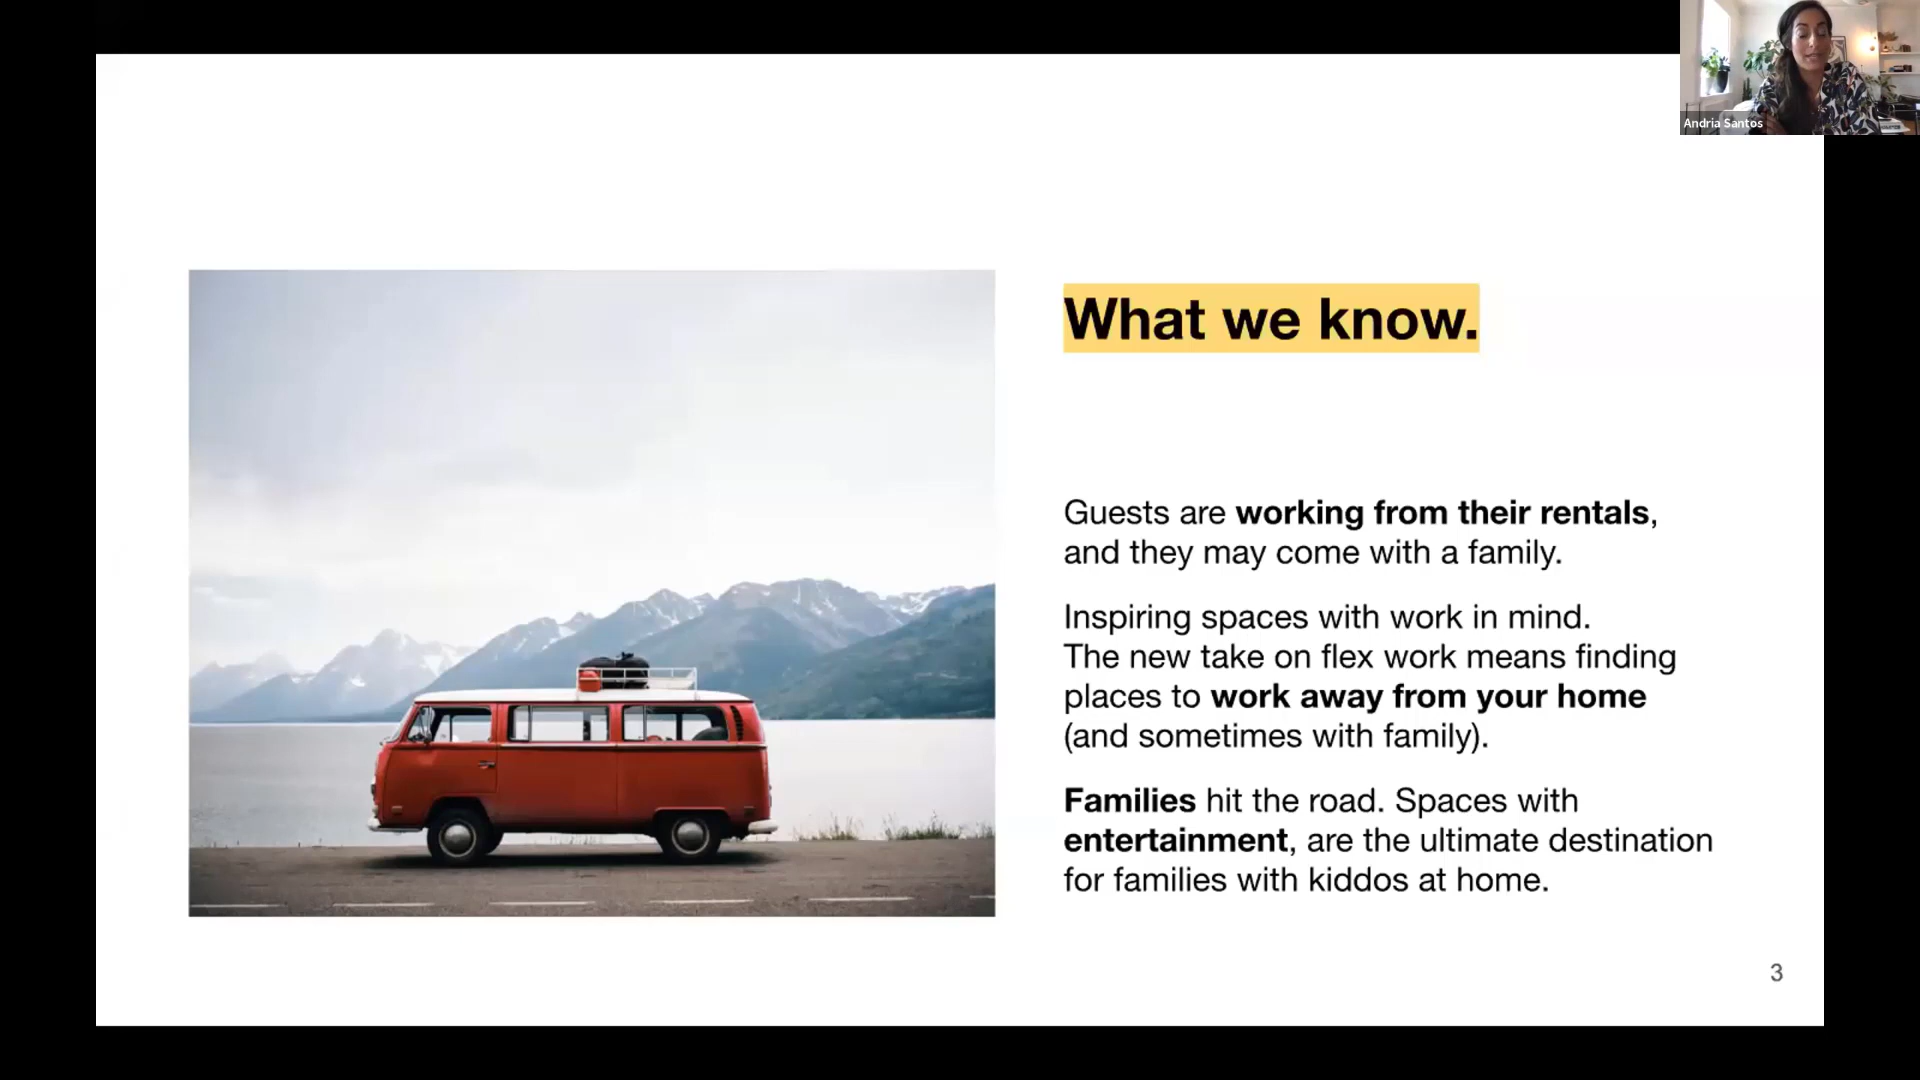 Andria Santos
What we know.
Guests are working from their rentals,
and they may come with a family.
Inspiring spaces with work in mind.
The new take on flex work means finding
places to work away from your home
(and sometimes with family).
Families hit the road. Spaces with
entertainment, are the ultimate destination
for families with kiddos at home.
3